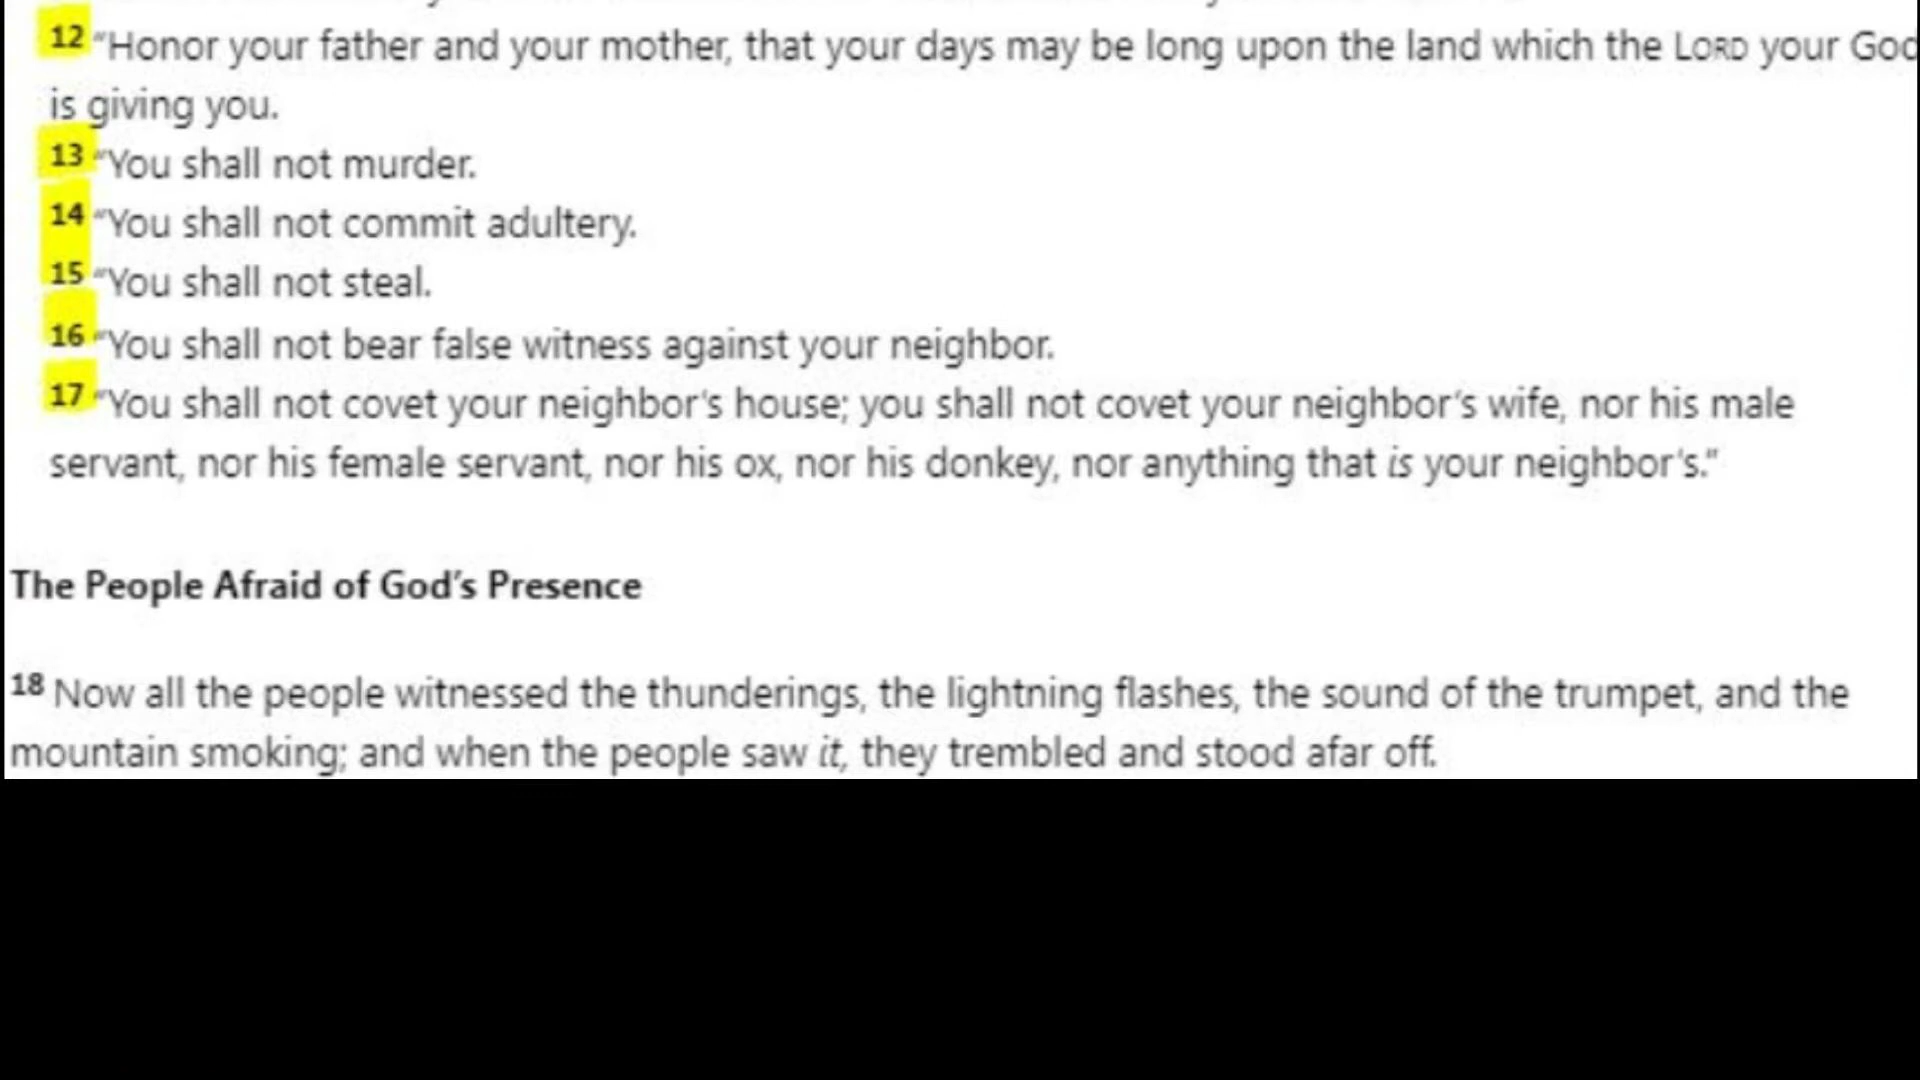 12 “Honor your father and your mother, that your days may be long upon the land which the LORD your God
is giving you.
13 “You shall not murder.
14 “You shall not commit adultery.
15 “You shall not steal.
16 “You shall not bear false witness against your neighbor.
17 “You shall not covet your neighbor’s house; you shall not covet your neighbor’s wife, nor his male
servant, nor his female servant, nor his ox, nor his donkey, nor anything that is your neighbor’s.”
The People Afraid of God’s Presence
18 Now all the people witnessed the thunderings, the lightning flashes, the sound of the trumpet, and the
mountain smoking; and when the people saw it, they trembled and stood afar off.